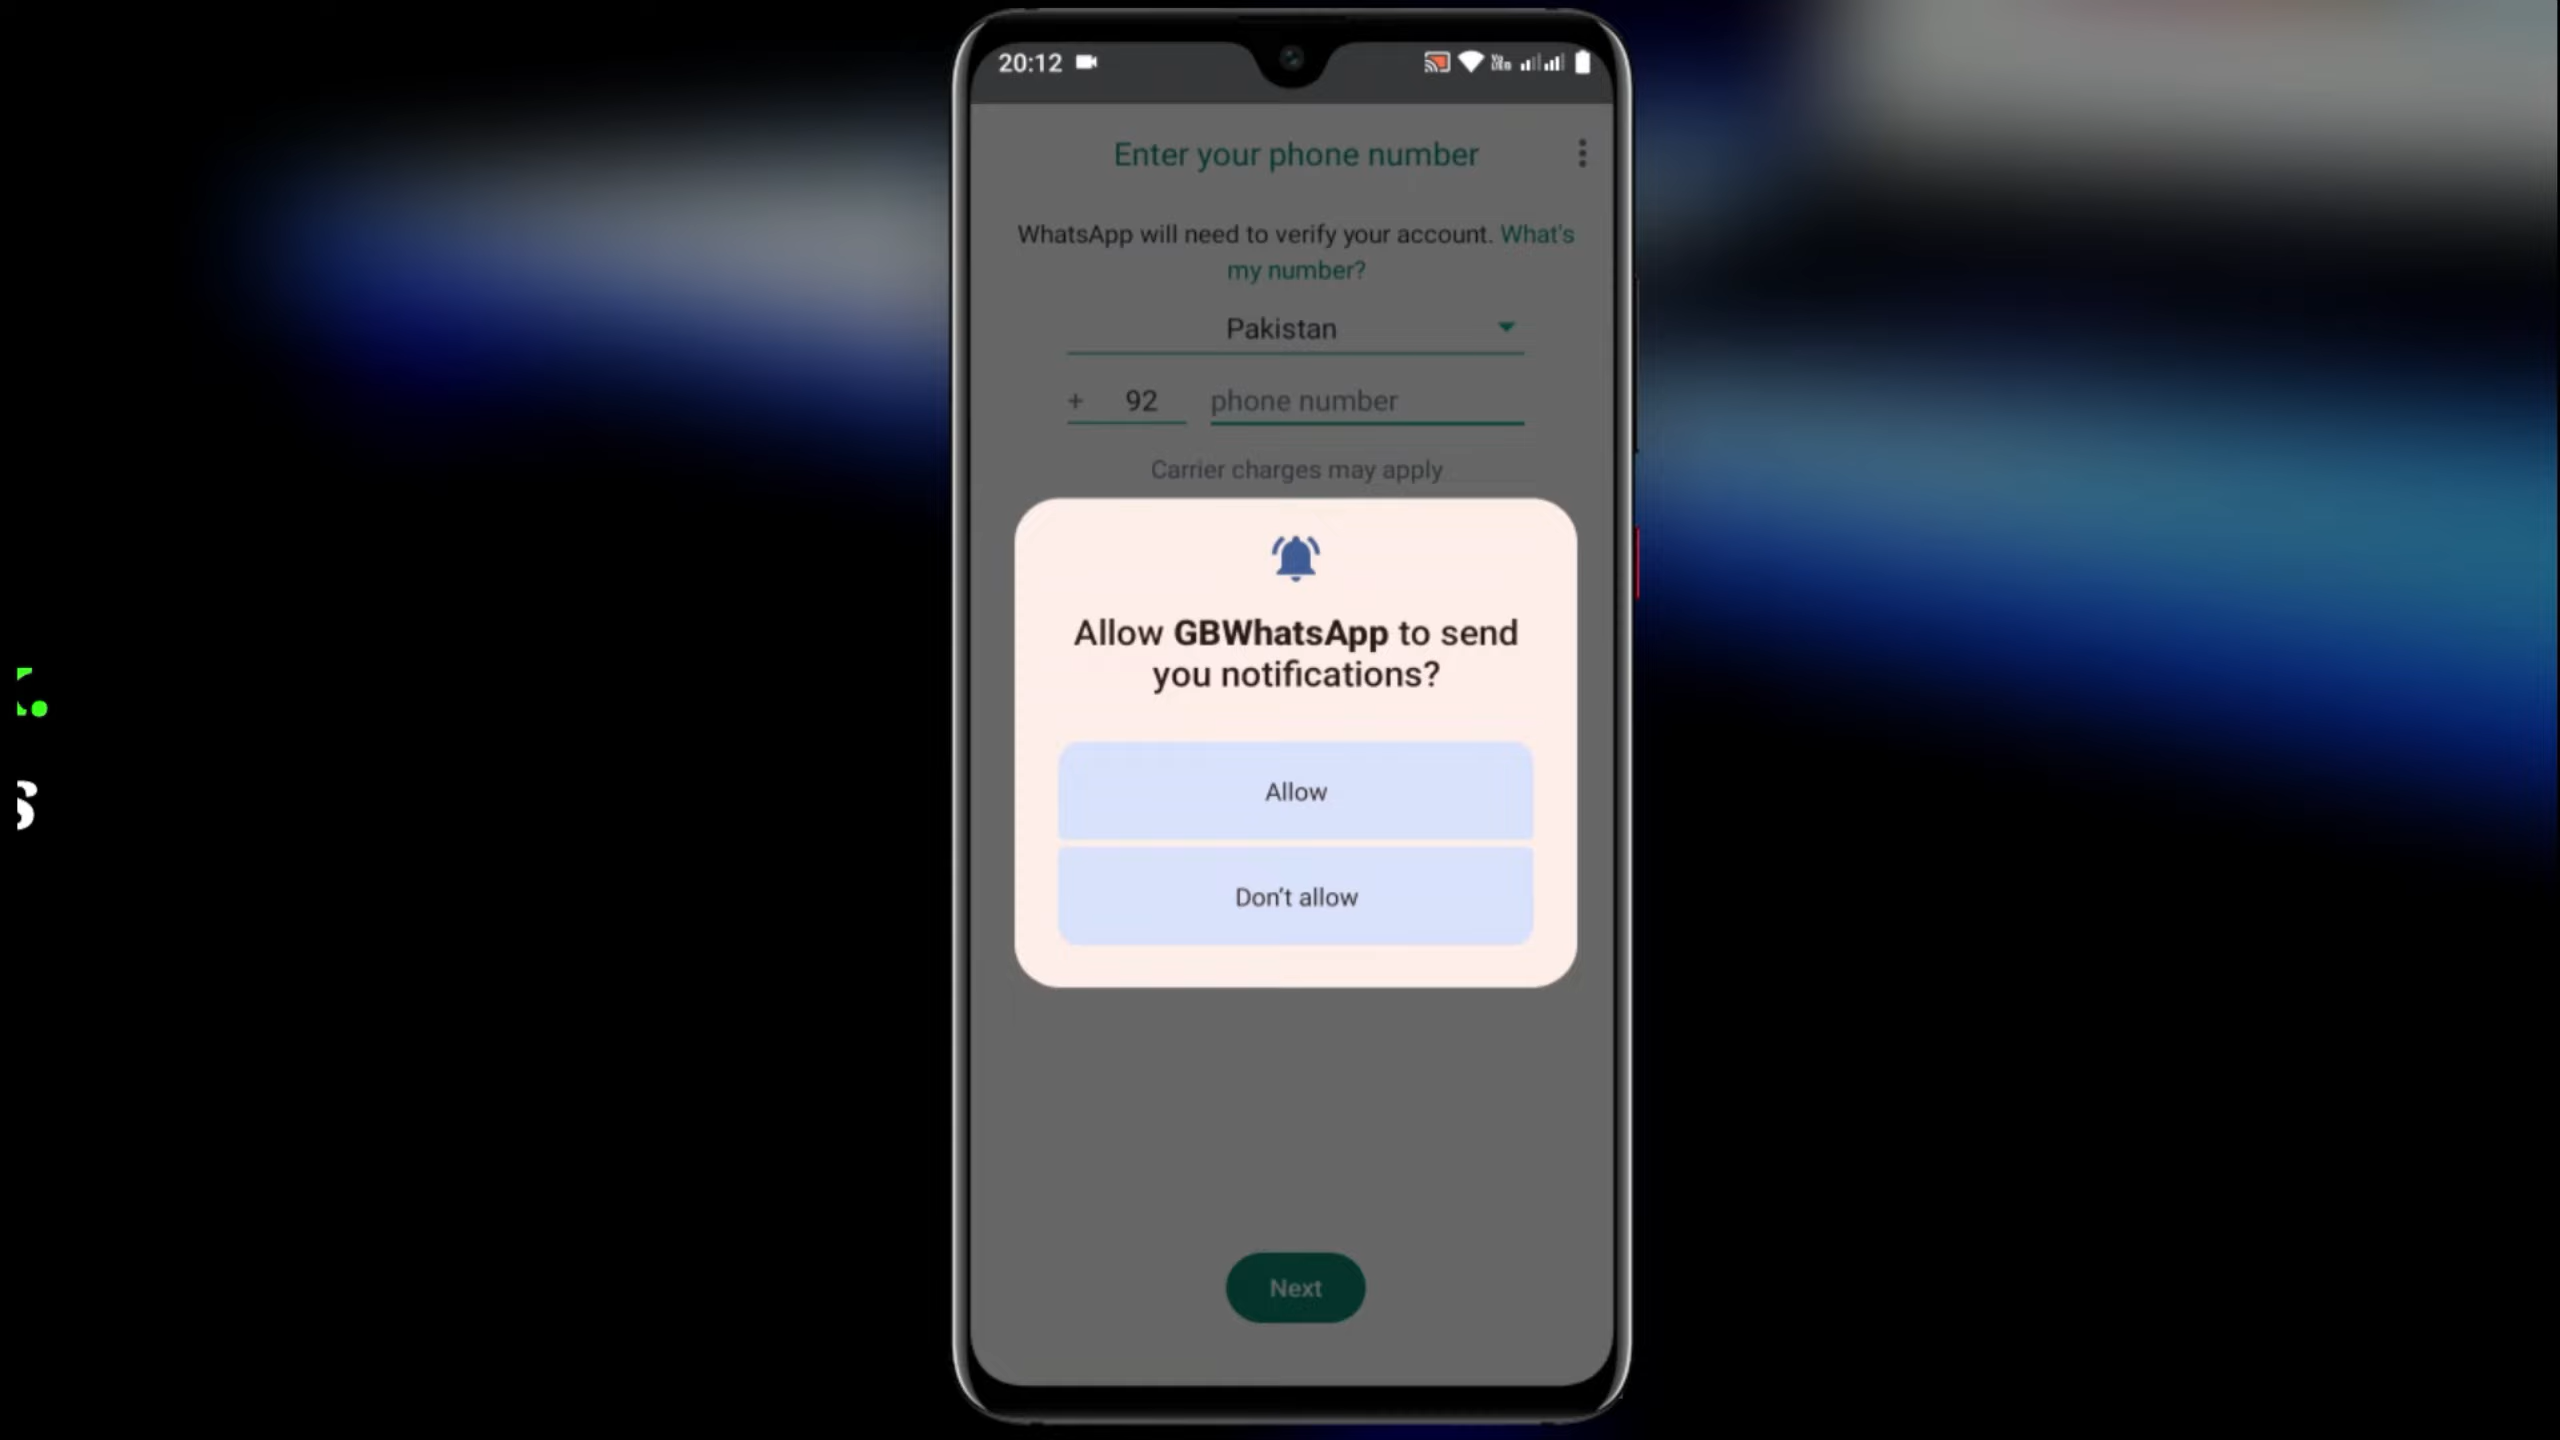 20:12
Enter your phone number
WhatsApp will need to verify your account. What's
my number?
Pakistan
+ 92 phone number
Carrier charges may apply
Allow GBWhatsApp to send
you notifications?
Allow
Don't allow
Next